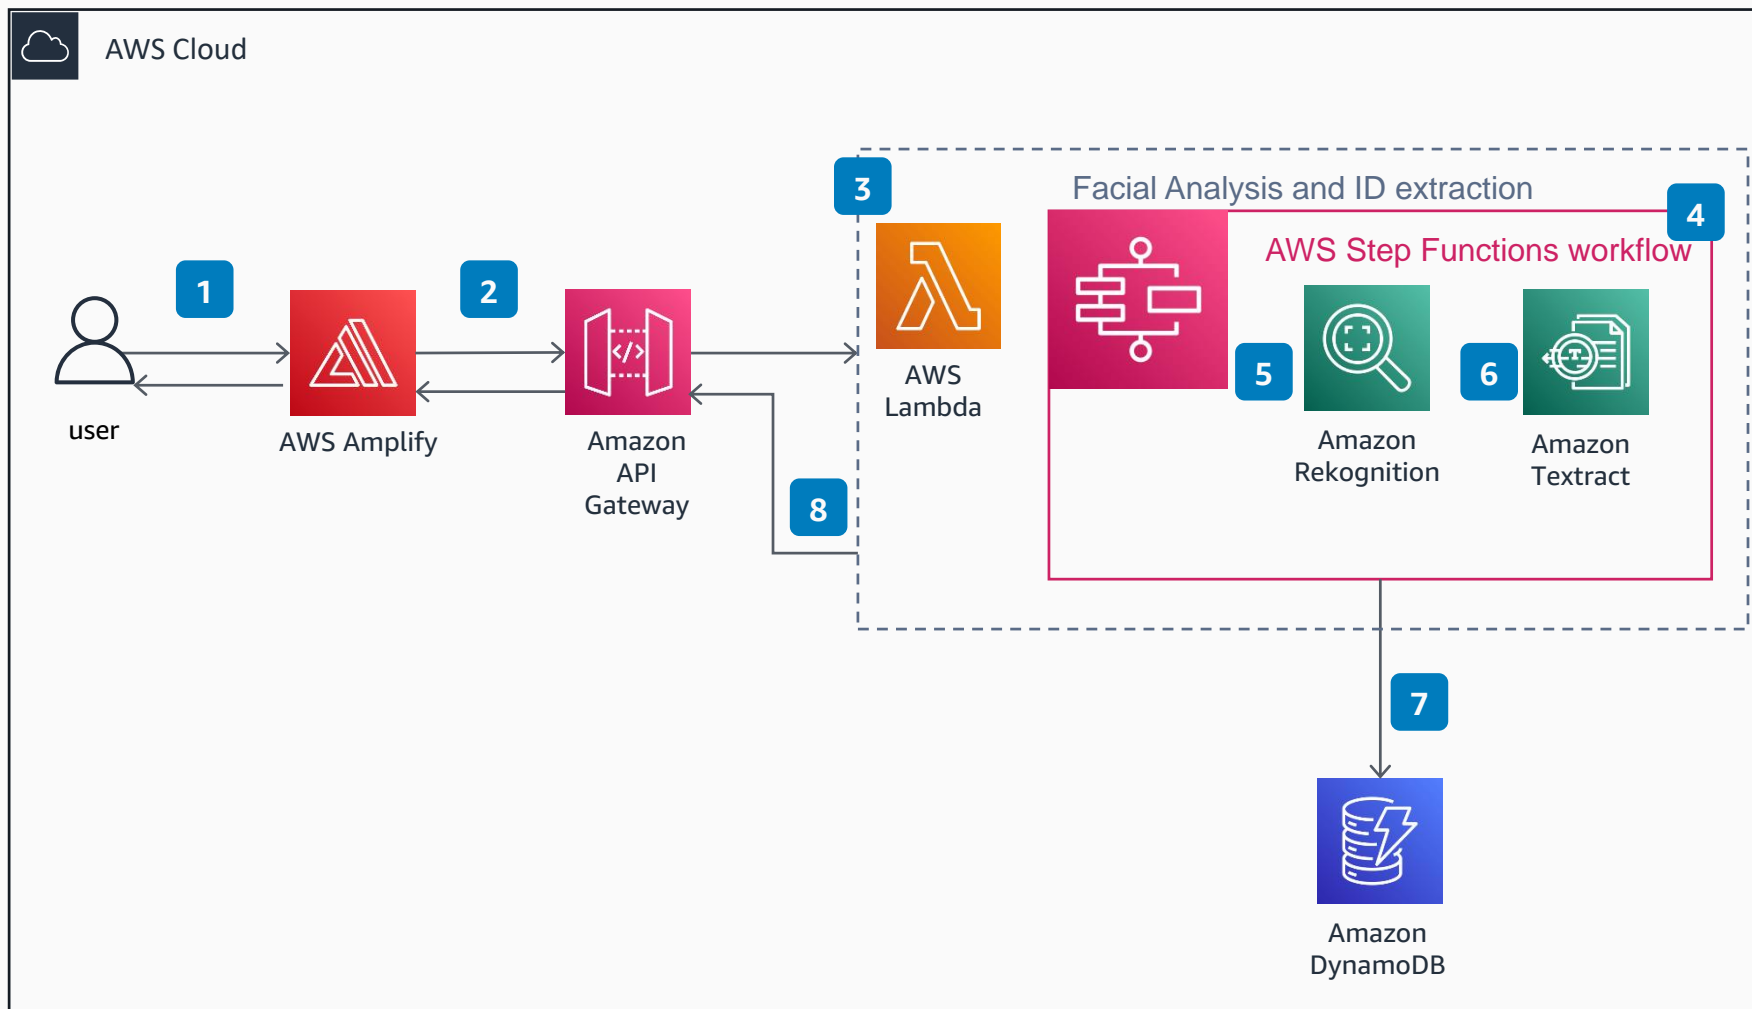 AWS Cloud
3
Facial Analysis and ID extraction
4
AWS Step Functions workflow
1
2
</>
5
6
T
AWS
Lambda
user
AWS Amplify
Amazon
API
Gateway
Amazon
Rekognition
Amazon
Textract
8
7
Amazon
DynamoDB